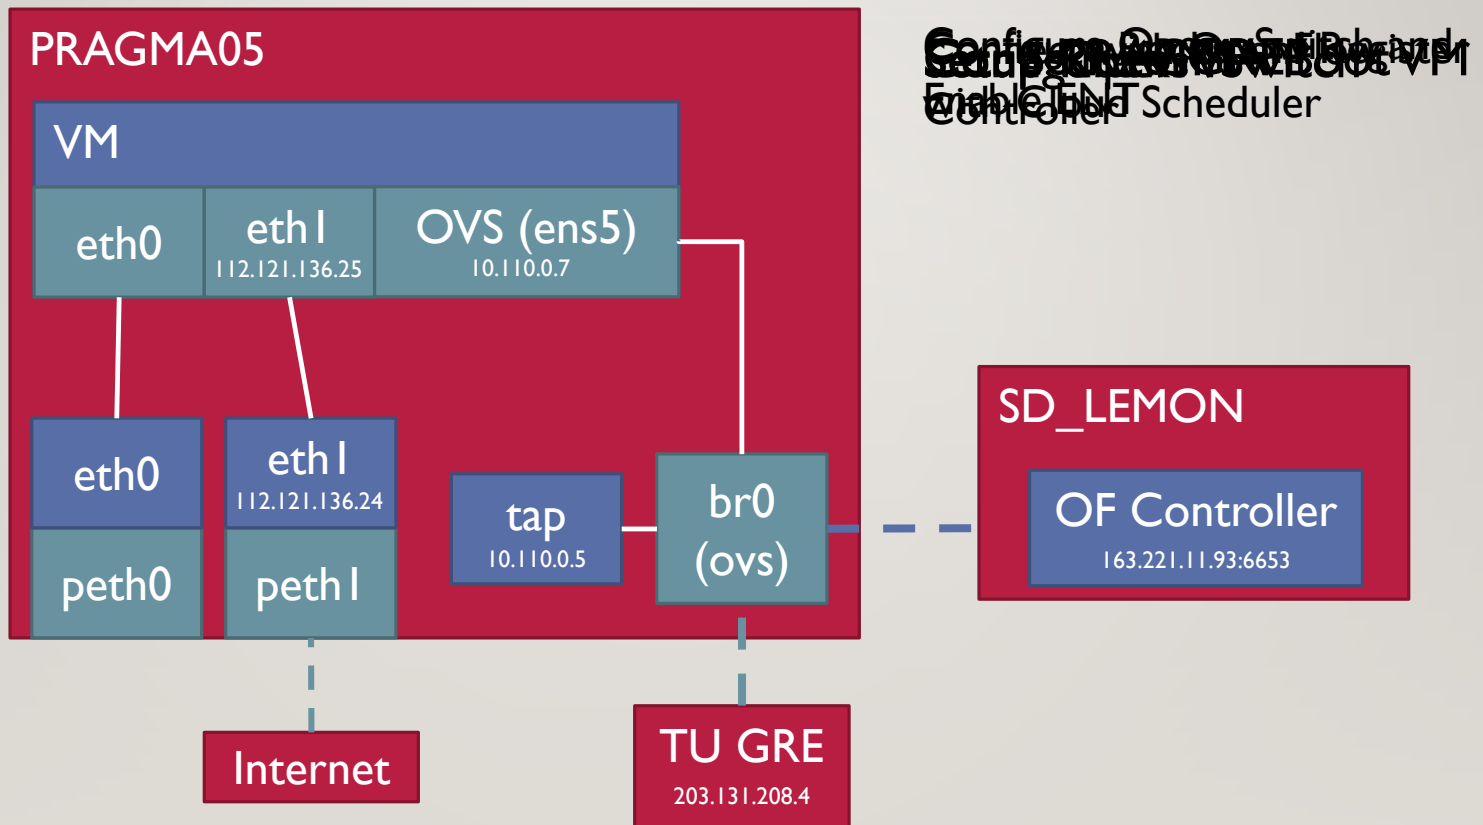 PRAGMA05
VM
eth0
eth1
112.121.136.25
OVS (ens5)
10.110.0.7
eth0
eth1
112.121.136.24
peth0
peth1
tap
10.110.0.5
br0
(ovs)
SD_LEMON
OF Controller
163.221.11.93:6653
Internet
TU GRE
203.131.208.4
VM
Scheduler
Controller